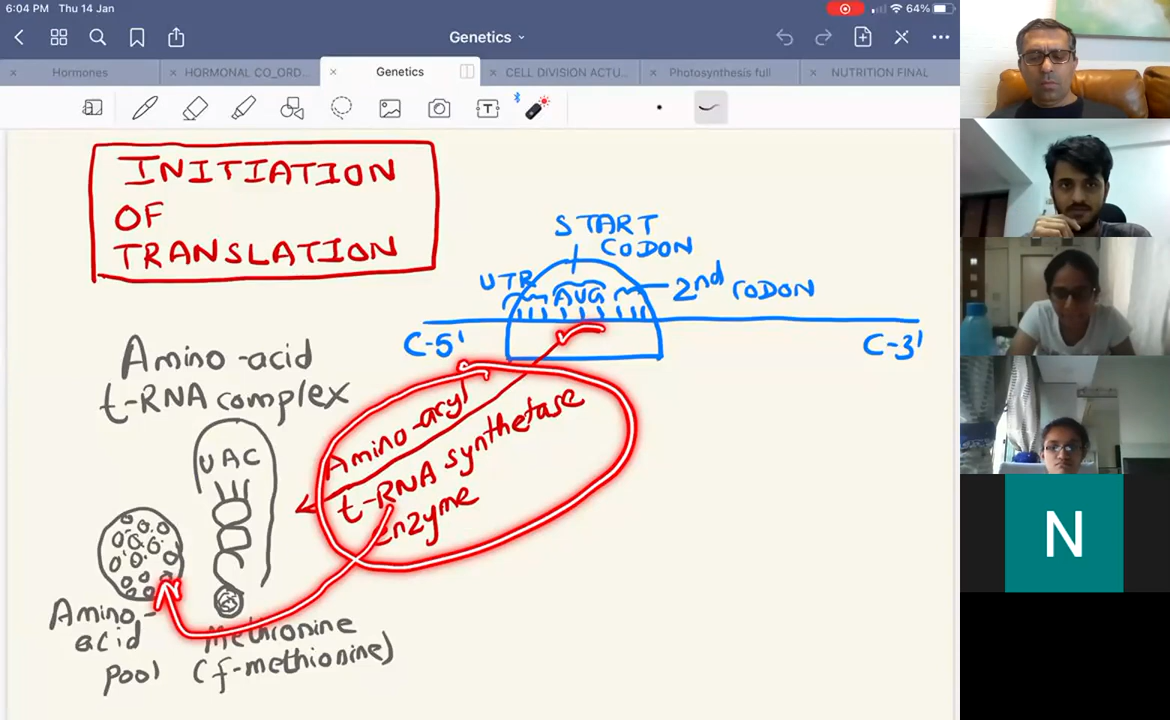 6:04 PM Thu 14 Jan
64%
Genetics
Hormones
HORMONAL CO_ORD...
Genetics
CELL DIVISION ACTU...
Photosynthesis full
NUTRITION FINAL
T
INITIATION
OF
TRANSLATION
START
CODON
UTR
AUG
2nd CODON
C-5'
C-3'
Amino-acid
t-RNA complex
UAC
Amino-acyl
t-RNA synthetase
enzyme
Amino-
acid
pool
Methionine
(f-methionine)
N